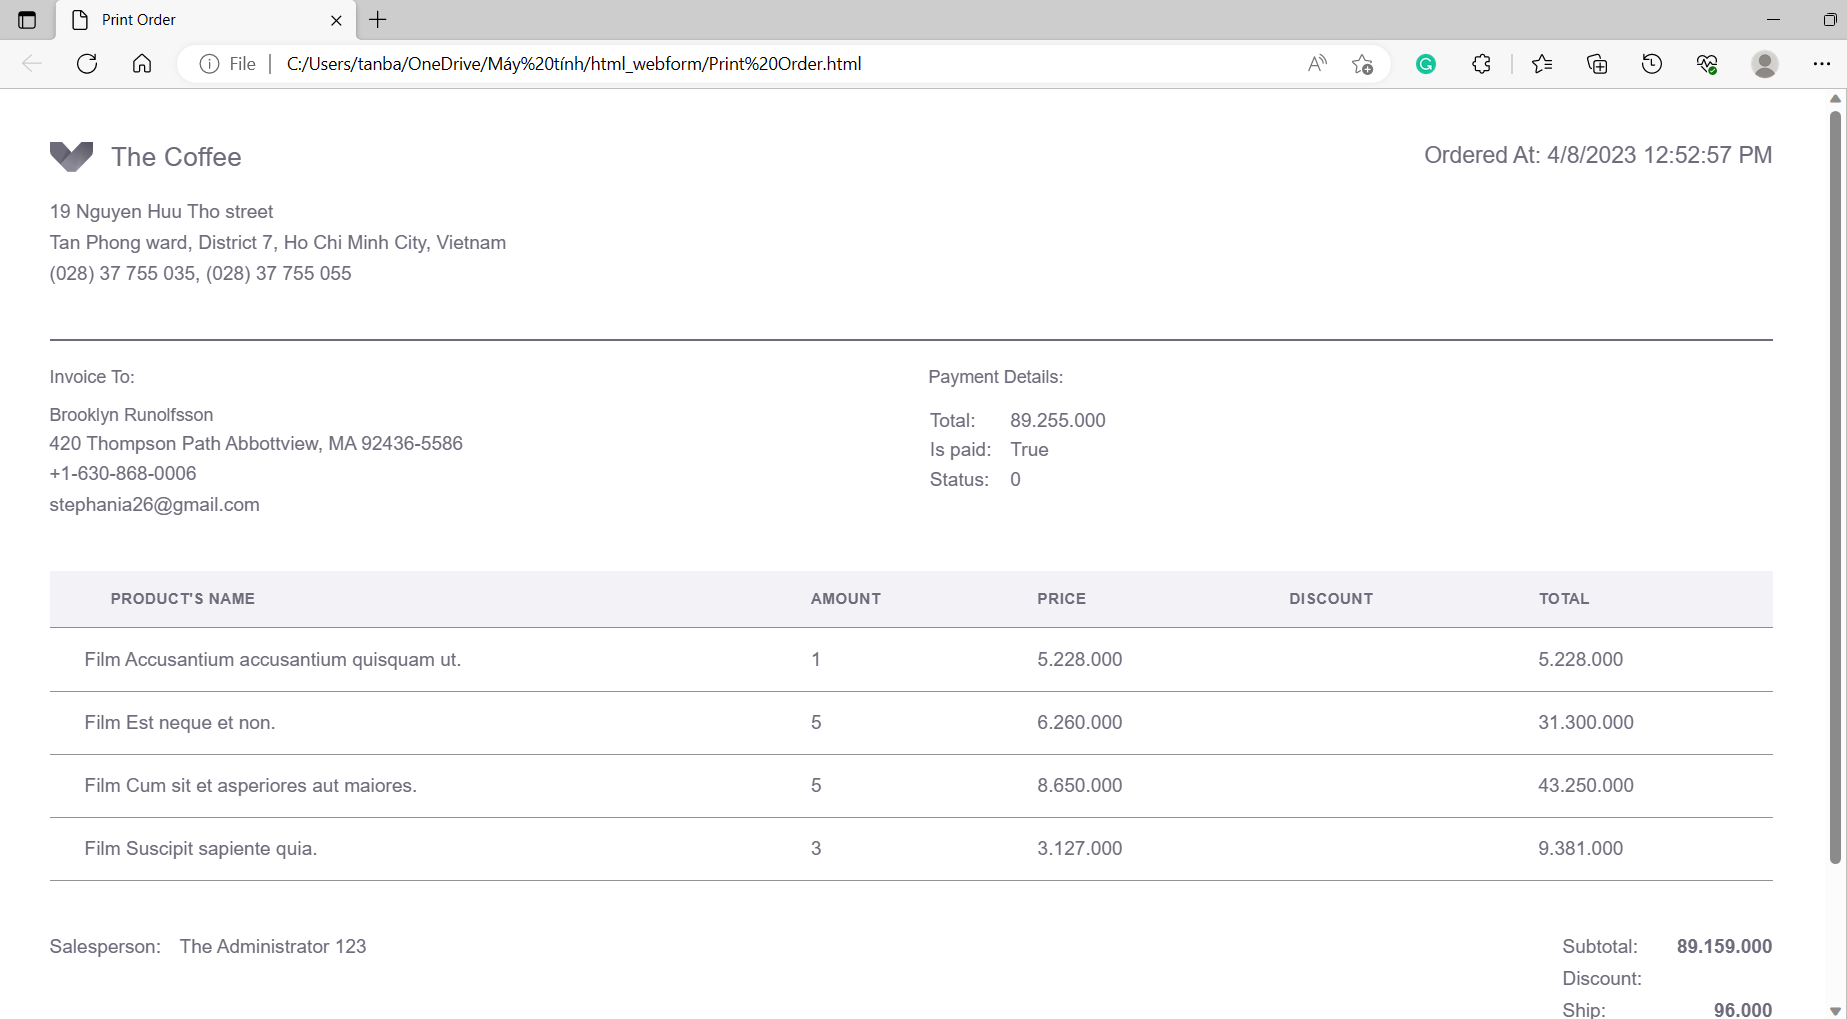 Print Order
File
C:/Users/tanba/OneDrive/Máy%20tính/html_webform/Print%20Order.html
The Coffee
Ordered At: 4/8/2023 12:52:57 PM
19 Nguyen Huu Tho street
Tan Phong ward, District 7, Ho Chi Minh City, Vietnam
(028) 37 755 035, (028) 37 755 055
Invoice To:
Brooklyn Runolfsson
420 Thompson Path Abbottview, MA 92436-5586
+1-630-868-0006
stephania26@gmail.com
Payment Details:
Total: 89.255.000
Is paid: True
Status: 0
PRODUCT'S NAME AMOUNT PRICE DISCOUNT TOTAL
Film Accusantium accusantium quisquam ut. 1 5.228.000 5.228.000
Film Est neque et non. 5 6.260.000 31.300.000
Film Cum sit et asperiores aut maiores. 5 8.650.000 43.250.000
Film Suscipit sapiente quia. 3 3.127.000 9.381.000
Salesperson: The Administrator 123
Subtotal: 89.159.000
Discount:
Ship: 96.000